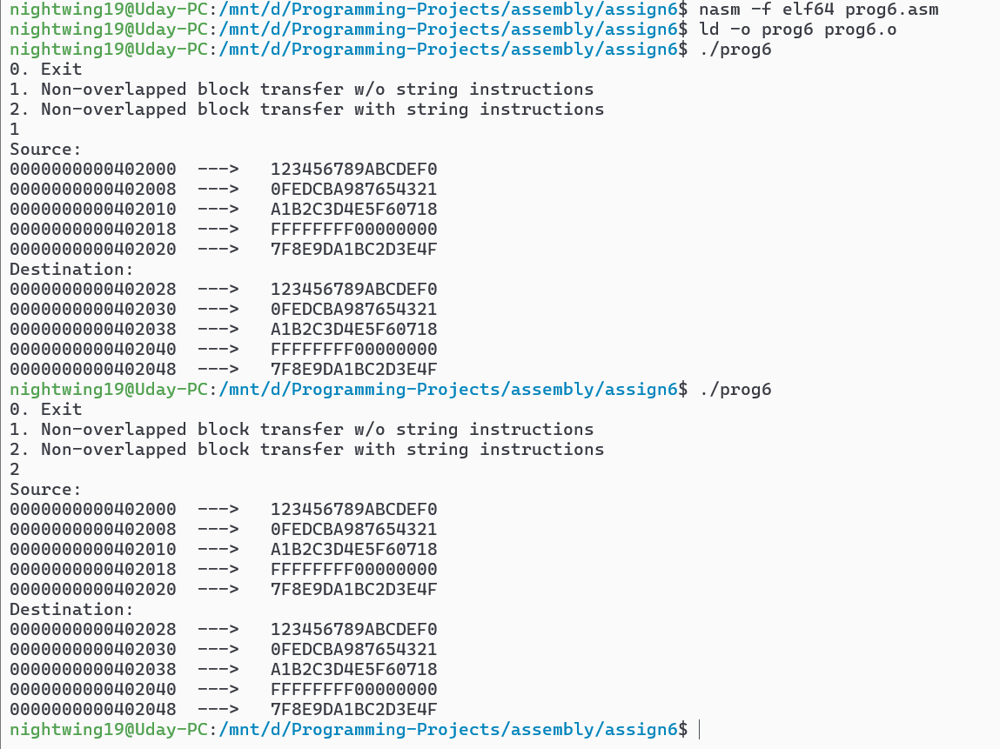 nightwing19@Uday-PC:/mnt/d/Programming-Projects/assembly/assign6$ nasm -f elf64 prog6.asm
nightwing19@Uday-PC:/mnt/d/Programming-Projects/assembly/assign6$ ld -o prog6 prog6.o
nightwing19@Uday-PC:/mnt/d/Programming-Projects/assembly/assign6$ ./prog6
0. Exit
1. Non-overlapped block transfer w/o string instructions
2. Non-overlapped block transfer with string instructions
1
Source:
0000000000402000  --->   123456789ABCDEF0
0000000000402008  --->   0FEDCBA987654321
0000000000402010  --->   A1B2C3D4E5F60718
0000000000402018  --->   FFFFFFFF00000000
0000000000402020  --->   7F8E9DA1BC2D3E4F
Destination:
0000000000402028  --->   123456789ABCDEF0
0000000000402030  --->   0FEDCBA987654321
0000000000402038  --->   A1B2C3D4E5F60718
0000000000402040  --->   FFFFFFFF00000000
0000000000402048  --->   7F8E9DA1BC2D3E4F
nightwing19@Uday-PC:/mnt/d/Programming-Projects/assembly/assign6$ ./prog6
0. Exit
1. Non-overlapped block transfer w/o string instructions
2. Non-overlapped block transfer with string instructions
2
Source:
0000000000402000  --->   123456789ABCDEF0
0000000000402008  --->   0FEDCBA987654321
0000000000402010  --->   A1B2C3D4E5F60718
0000000000402018  --->   FFFFFFFF00000000
0000000000402020  --->   7F8E9DA1BC2D3E4F
Destination:
0000000000402028  --->   123456789ABCDEF0
0000000000402030  --->   0FEDCBA987654321
0000000000402038  --->   A1B2C3D4E5F60718
0000000000402040  --->   FFFFFFFF00000000
0000000000402048  --->   7F8E9DA1BC2D3E4F
nightwing19@Uday-PC:/mnt/d/Programming-Projects/assembly/assign6$